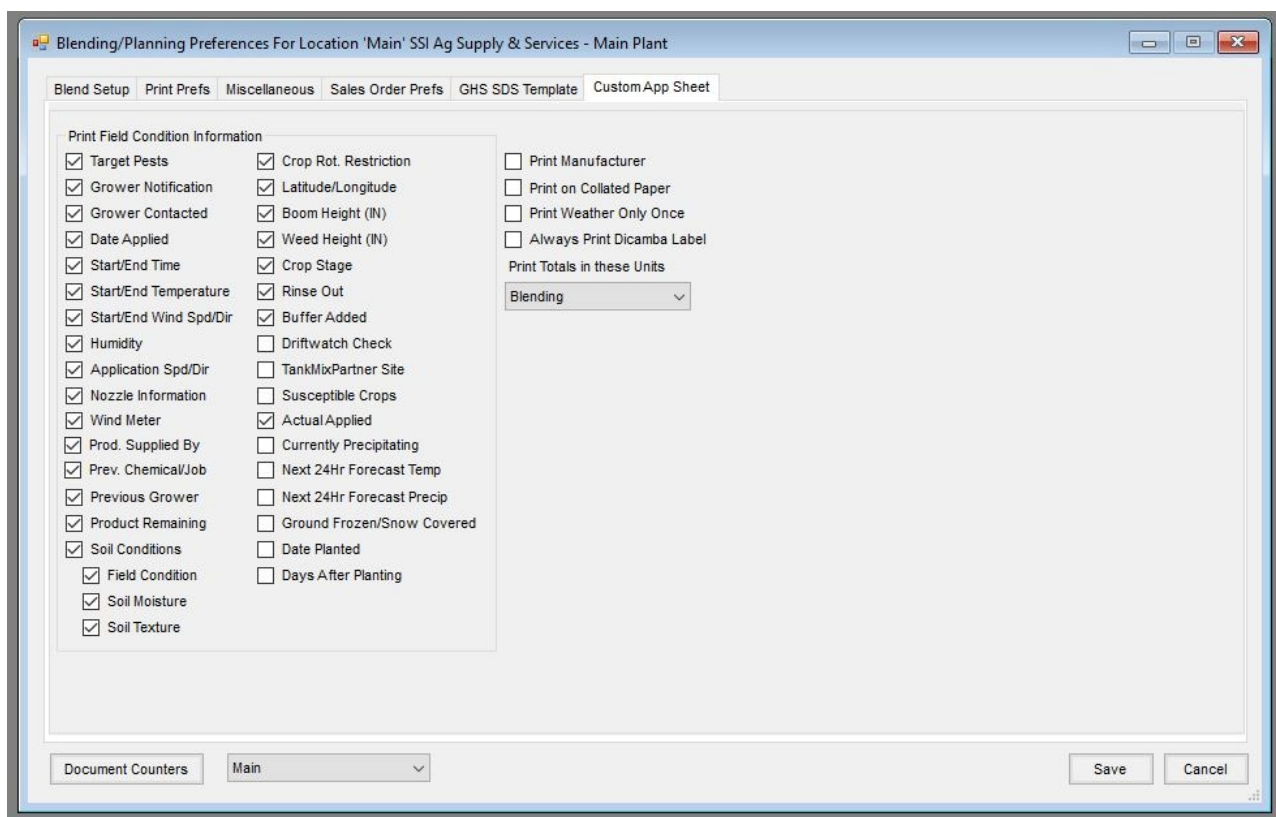 Blending/Planning Preferences For Location 'Main' SSI Ag Supply & Services - Main Plant
Blend Setup Print Prefs Miscellaneous Sales Order Prefs GHS SDS Template Custom App Sheet
Print Field Condition Information
Target Pests
Grower Notification
Grower Contacted
Date Applied
Start/End Time
Start/End Temperature
Start/End Wind Spd/Dir
Humidity
Application Spd/Dir
Nozzle Information
Wind Meter
Prod. Supplied By
Prev. Chemical/Job
Previous Grower
Product Remaining
Soil Conditions
Field Condition
Soil Moisture
Soil Texture
Crop Rot. Restriction
Latitude/Longitude
Boom Height (IN)
Weed Height (IN)
Crop Stage
Rinse Out
Buffer Added
Driftwatch Check
TankMixPartner Site
Susceptible Crops
Actual Applied
Currently Precipitating
Next 24Hr Forecast Temp
Next 24Hr Forecast Precip
Ground Frozen/Snow Covered
Date Planted
Days After Planting
Print Manufacturer
Print on Collated Paper
Print Weather Only Once
Always Print Dicamba Label
Print Totals in these Units
Blending
Document Counters Main Save Cancel